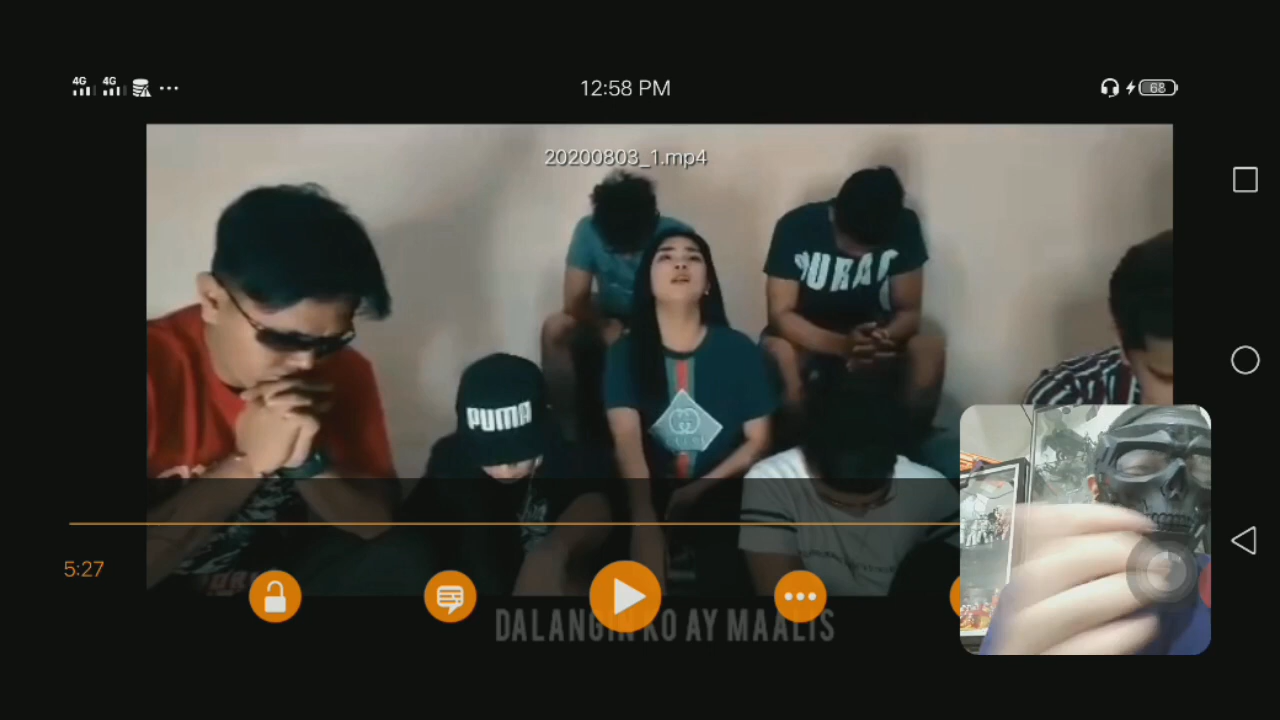 4G 4G 12:58 PM 68
20200803_1.mp4
PUMA
5:27
DALANGIN KO AY MAALIS